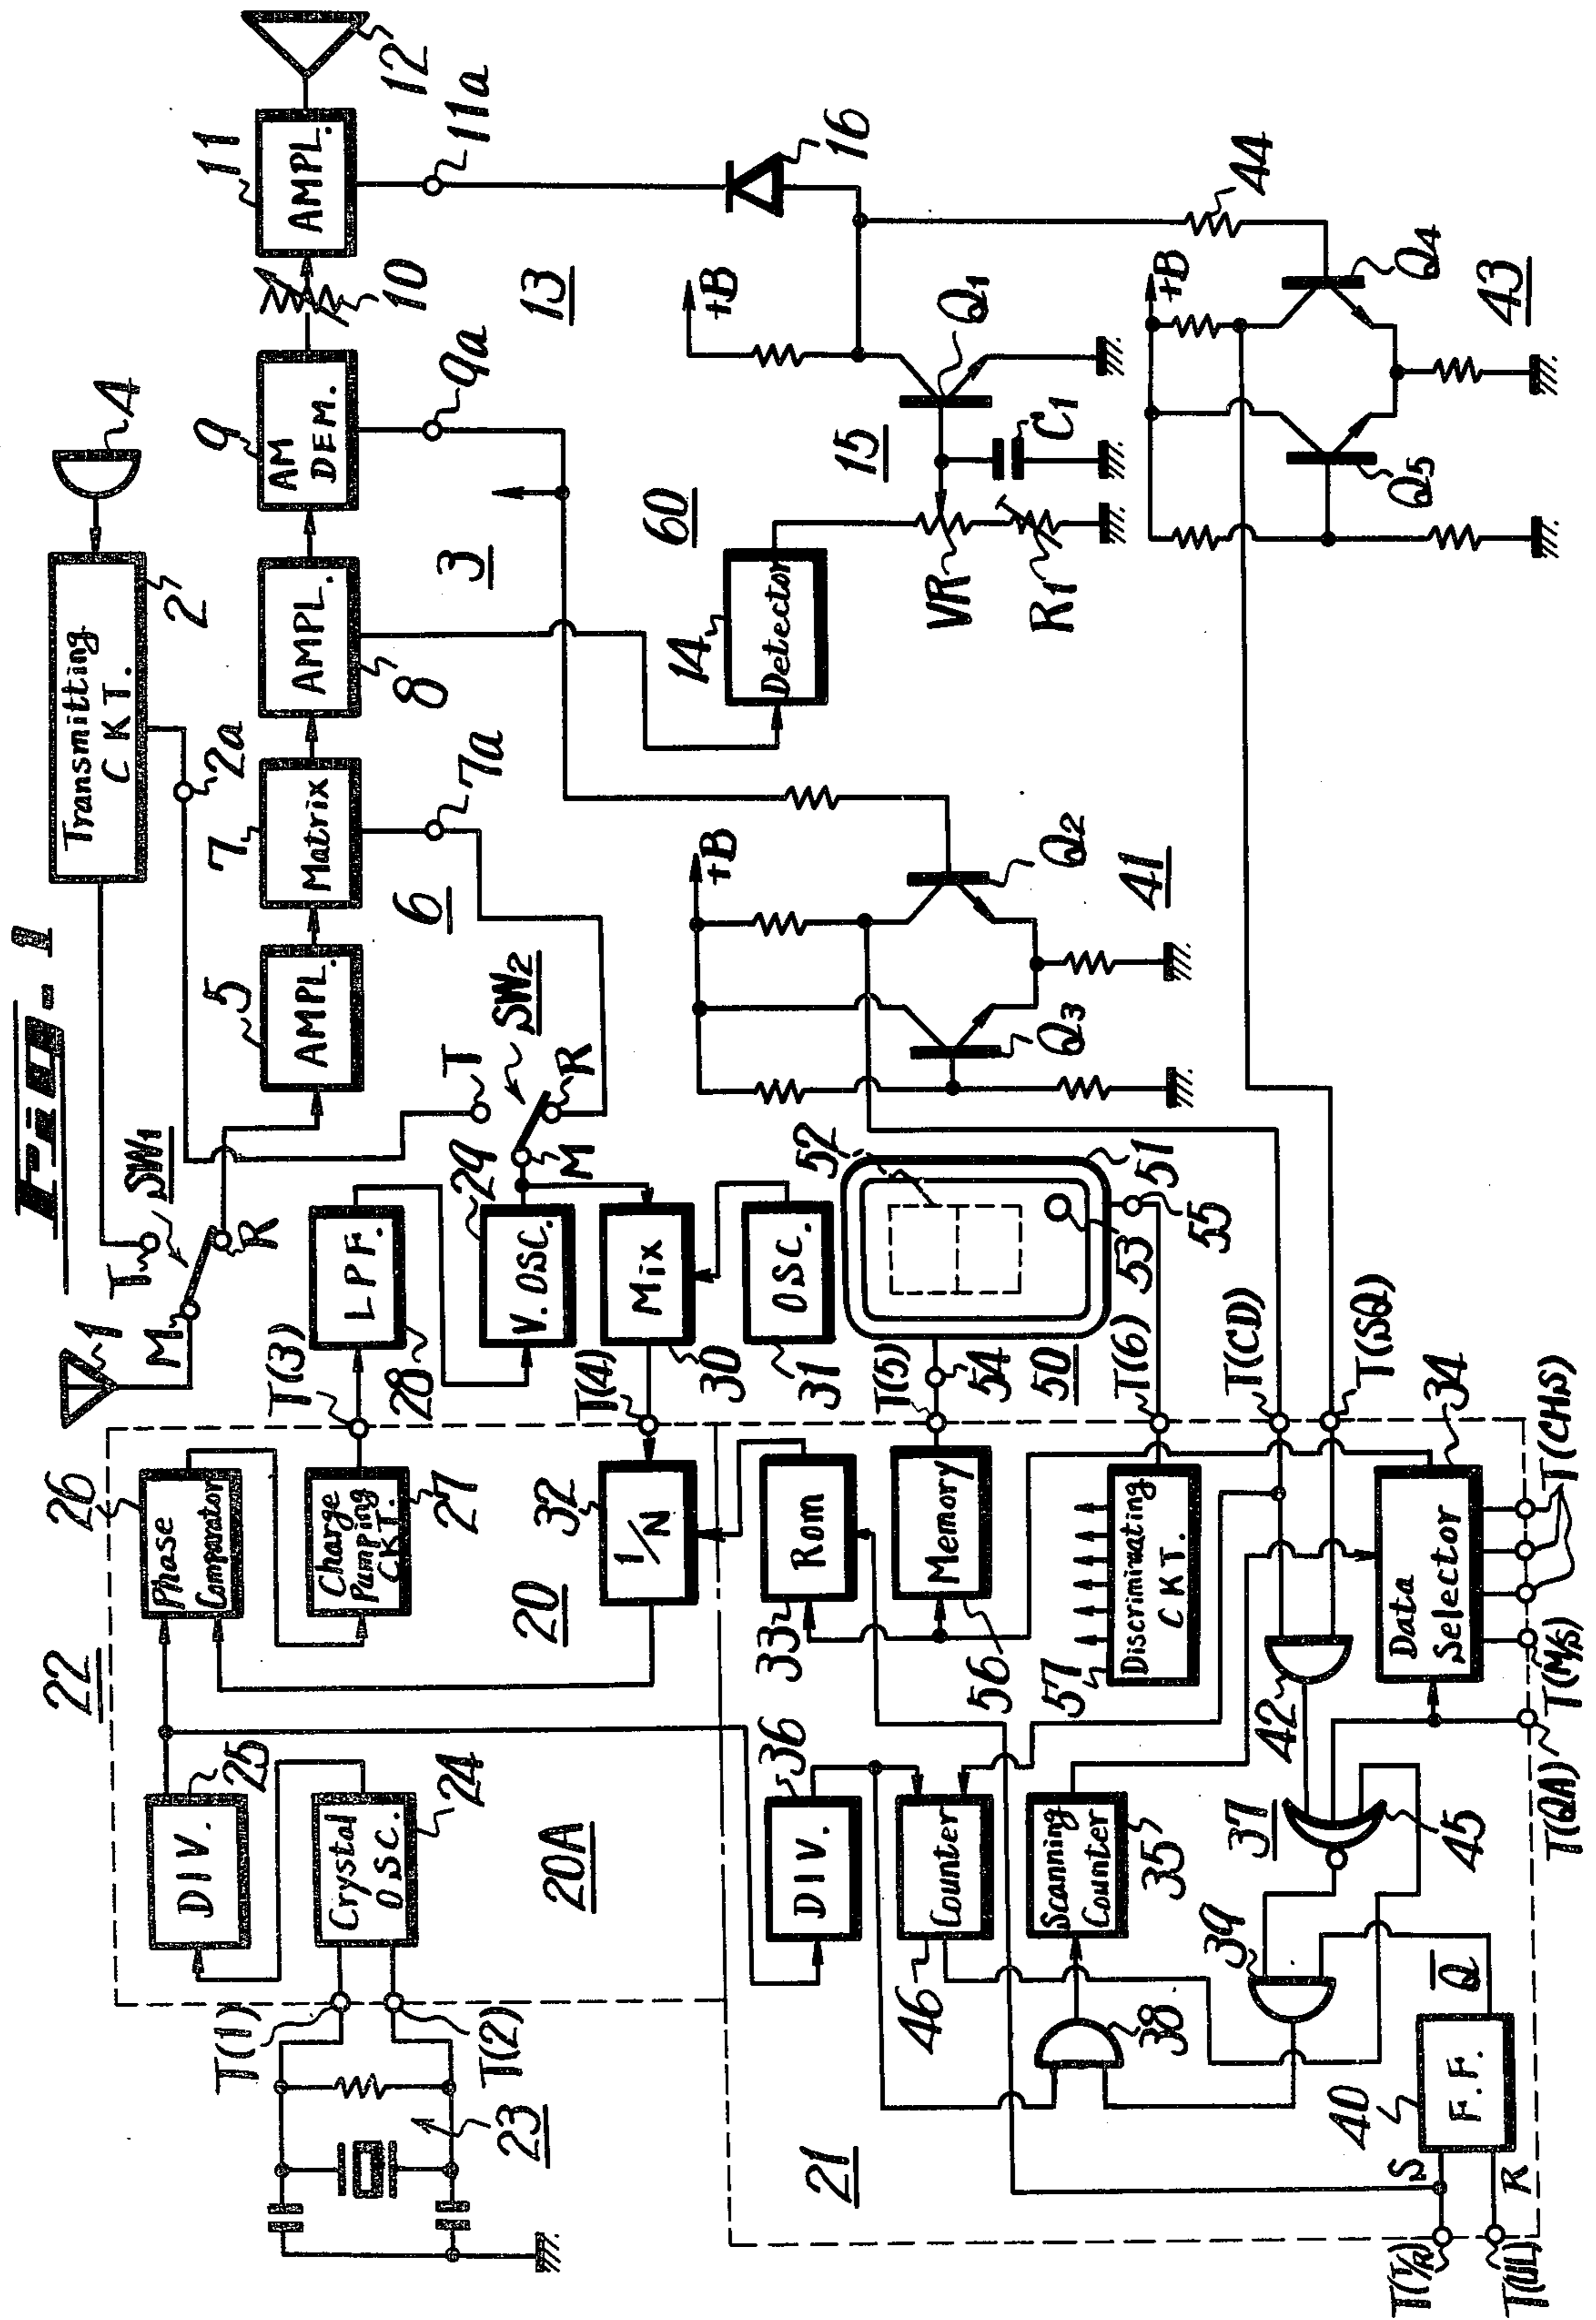 Fig. 1
Transmitting
CKT.
2
4
2a
1
M
T
R
SW1
5
AMPL.
7
Matrix
7a
6
AMPL.
8
9
AM
DEM.
9a
10
11
AMPL.
11a
12
3
13
22
23
T(1)
T(2)
Crystal
OSC.
24
DIV.
25
20A
26
Phase
Comparator
Charge
Pumping
CKT.
27
20
T(3)
LPF.
28
V.OSC.
29
SW2
T
M
R
Mix
30
T(4)
OSC.
31
1/N
32
60
14
Detector
VR
R1
15
C1
Q1
+B
16
44
+B
Q2
Q3
41
+B
Q4
Q5
43
21
DIV.
36
Counter
46
Scanning
Counter
35
38
39
37
45
42
Rom
33
Memory
56
Discriminating
CKT.
57
T(5)
54
50
52
51
53
55
T(6)
T(CD)
T(SQ)
Data
Selector
34
T(CHS)
T(M/S)
T(QA)
F.F.
40
Q̅
S
R
T(T/R)
T(UL)